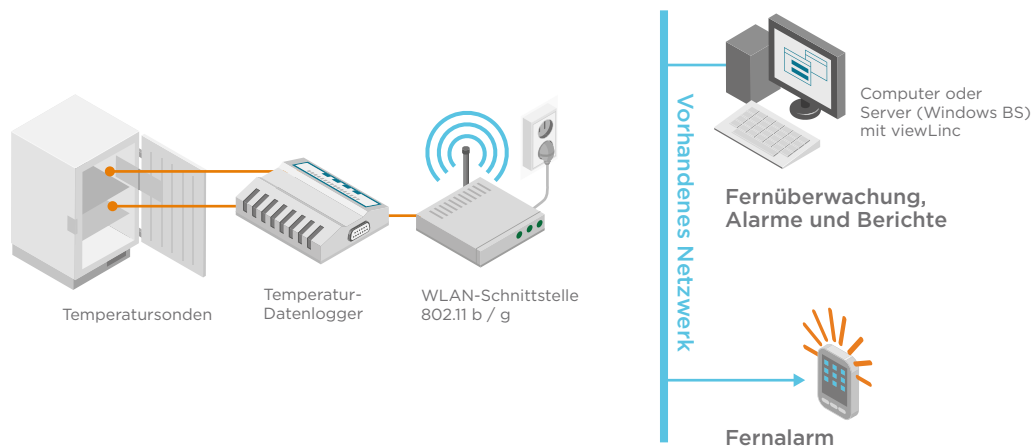 Temperatursonden
Temperatur-
Datenlogger
WLAN-Schnittstelle
802.11 b / g
Vorhandenes Netzwerk
Computer oder
Server (Windows BS)
mit viewLinc
Fernüberwachung,
Alarme und Berichte
Fernalarm